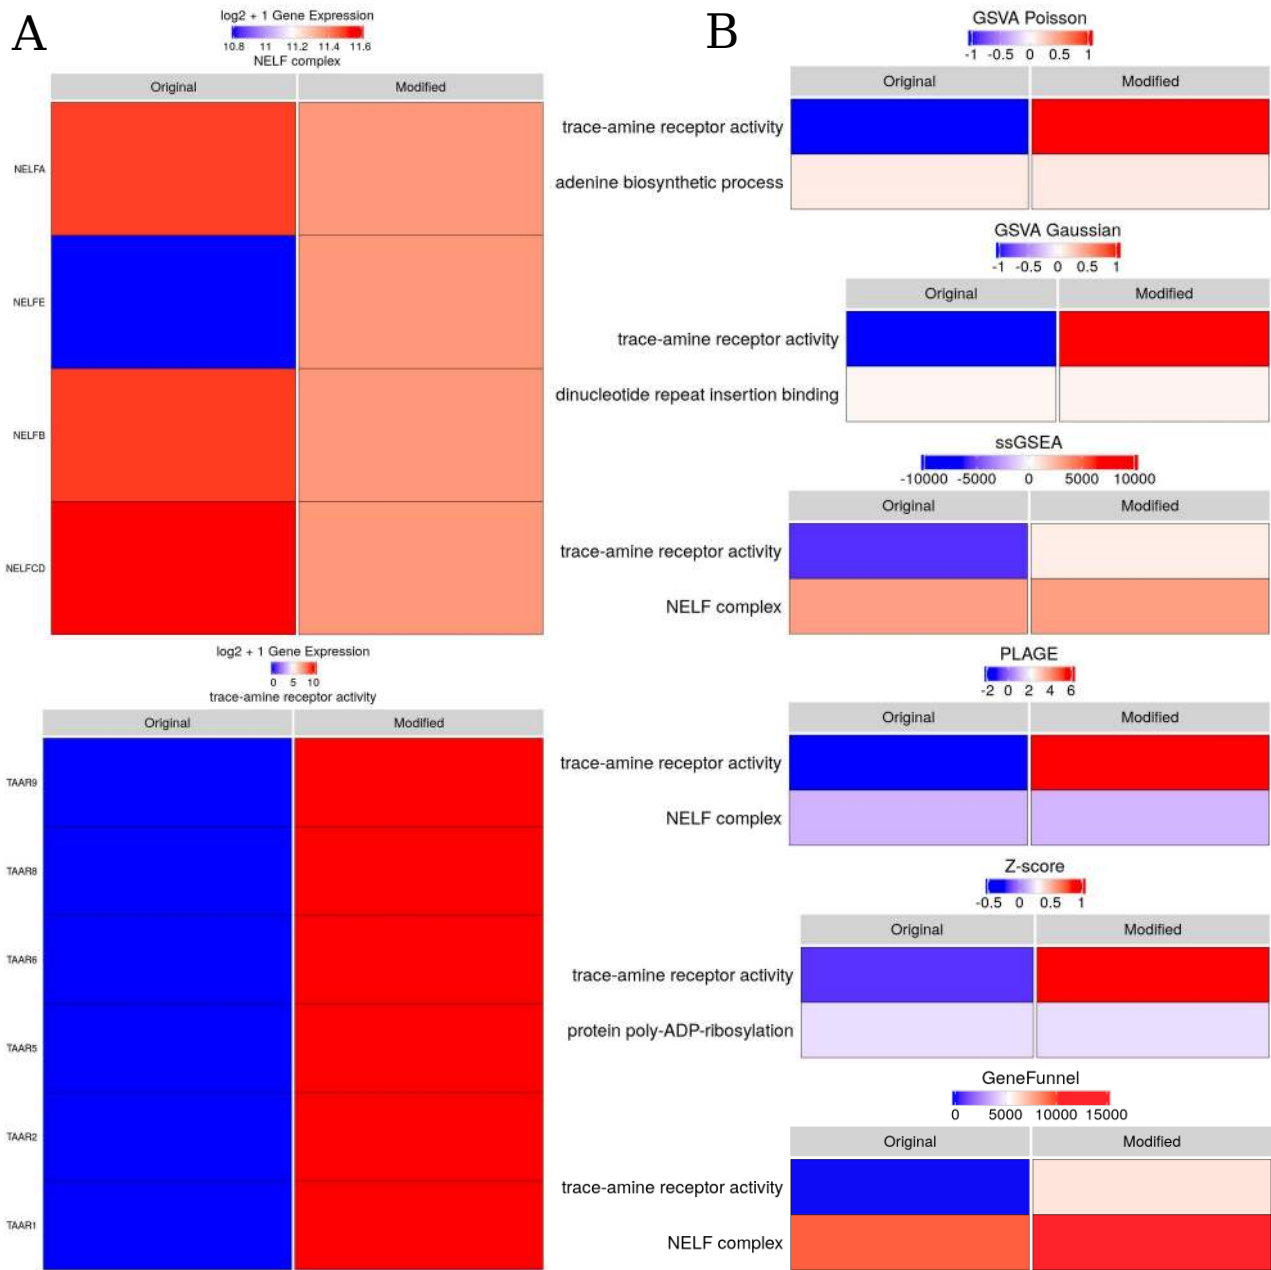 A
log2 + 1 Gene Expression
10.8 11 11.2 11.4 11.6
NELF complex
Original Modified
NELFA
NELFE
NELFB
NELFCD
log2 + 1 Gene Expression
0 5 10
trace-amine receptor activity
Original Modified
TAAR9
TAAR8
TAAR6
TAAR5
TAAR2
TAAR1
B
GSVA Poisson
-1 -0.5 0 0.5 1
Original Modified
trace-amine receptor activity
adenine biosynthetic process
GSVA Gaussian
-1 -0.5 0 0.5 1
Original Modified
trace-amine receptor activity
dinucleotide repeat insertion binding
ssGSEA
-10000 -5000 0 5000 10000
Original Modified
trace-amine receptor activity
NELF complex
PLAGE
-2 0 2 4 6
Original Modified
trace-amine receptor activity
NELF complex
Z-score
-0.5 0 0.5 1
Original Modified
trace-amine receptor activity
protein poly-ADP-ribosylation
GeneFunnel
0 5000 10000 15000
Original Modified
trace-amine receptor activity
NELF complex